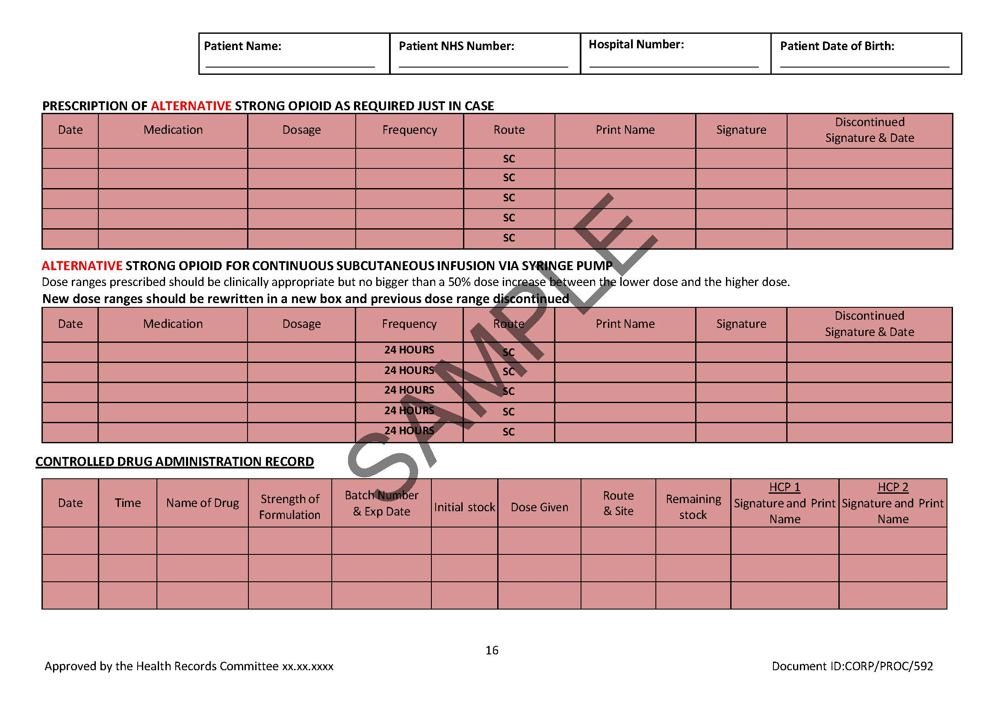 Patient Name: Patient NHS Number: Hospital Number: Patient Date of Birth:
PRESCRIPTION OF ALTERNATIVE STRONG OPIOID AS REQUIRED JUST IN CASE
Date Medication Dosage Frequency Route Print Name Signature Discontinued
Signature & Date
SC
SC
SC
SC
SC
ALTERNATIVE STRONG OPIOID FOR CONTINUOUS SUBCUTANEOUS INFUSION VIA SYRINGE PUMP
Dose ranges prescribed should be clinically appropriate but no bigger than a 50% dose increase between the lower dose and the higher dose.
New dose ranges should be rewritten in a new box and previous dose range discontinued
Date Medication Dosage Frequency Route Print Name Signature Discontinued
Signature & Date
24 HOURS SC
24 HOURS SC
24 HOURS SC
24 HOURS SC
24 HOURS SC
SAMPLE
CONTROLLED DRUG ADMINISTRATION RECORD
Date Time Name of Drug Strength of
Formulation Batch Number
& Exp Date Initial stock Dose Given Route
& Site Remaining
stock HCP 1
Signature and Print
Name HCP 2
Signature and Print
Name
16
Approved by the Health Records Committee xx.xx.xxxx Document ID:CORP/PROC/592